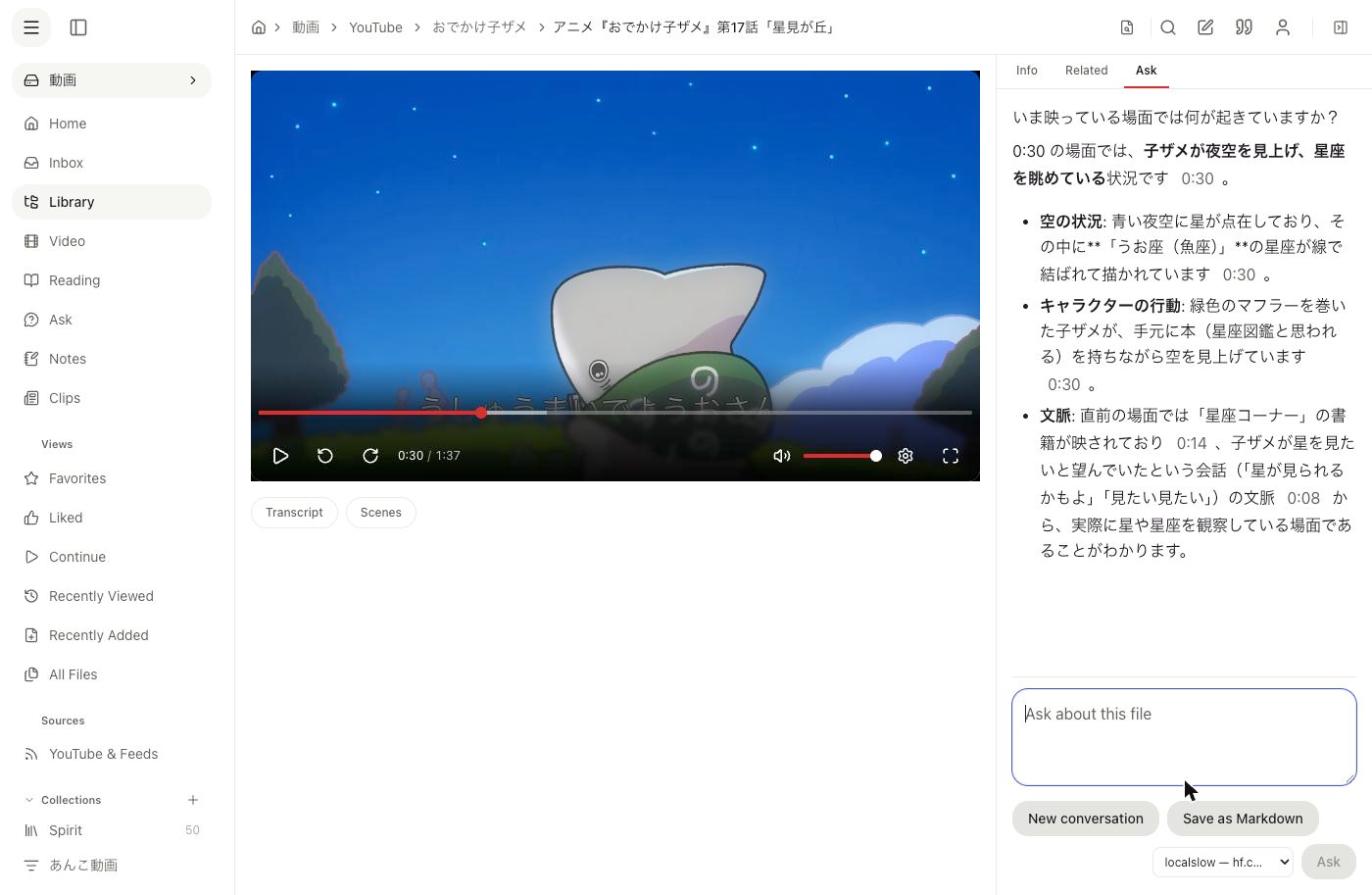 動画 > YouTube > おでかけ子ザメ > アニメ『おでかけ子ザメ』第17話「星見が丘」
動画
Home
Inbox
Library
Video
Reading
Ask
Notes
Clips
Views
Favorites
Liked
Continue
Recently Viewed
Recently Added
All Files
Sources
YouTube & Feeds
Collections
Spirit 50
あんこ動画
の
0:30 / 1:37
Transcript Scenes
Info Related Ask
いま映っている場面では何が起きていますか？
0:30 の場面では、子ザメが夜空を見上げ、星座
を眺めている状況です 0:30 。
空の状況: 青い夜空に星が点在しており、そ
の中に**「うお座（魚座）」**の星座が線で
結ばれて描かれています 0:30 。
キャラクターの行動: 緑色のマフラーを巻い
た子ザメが、手元に本（星座図鑑と思われ
る）を持ちながら空を見上げています
0:30 。
文脈: 直前の場面では「星座コーナー」の書
籍が映されており 0:14 、子ザメが星を見た
いと望んでいたという会話（「星が見られる
かもよ」「見たい見たい」）の文脈 0:08 か
ら、実際に星や星座を観察している場面であ
ることがわかります。
Ask about this file
New conversation Save as Markdown
localslow — hf.c... Ask